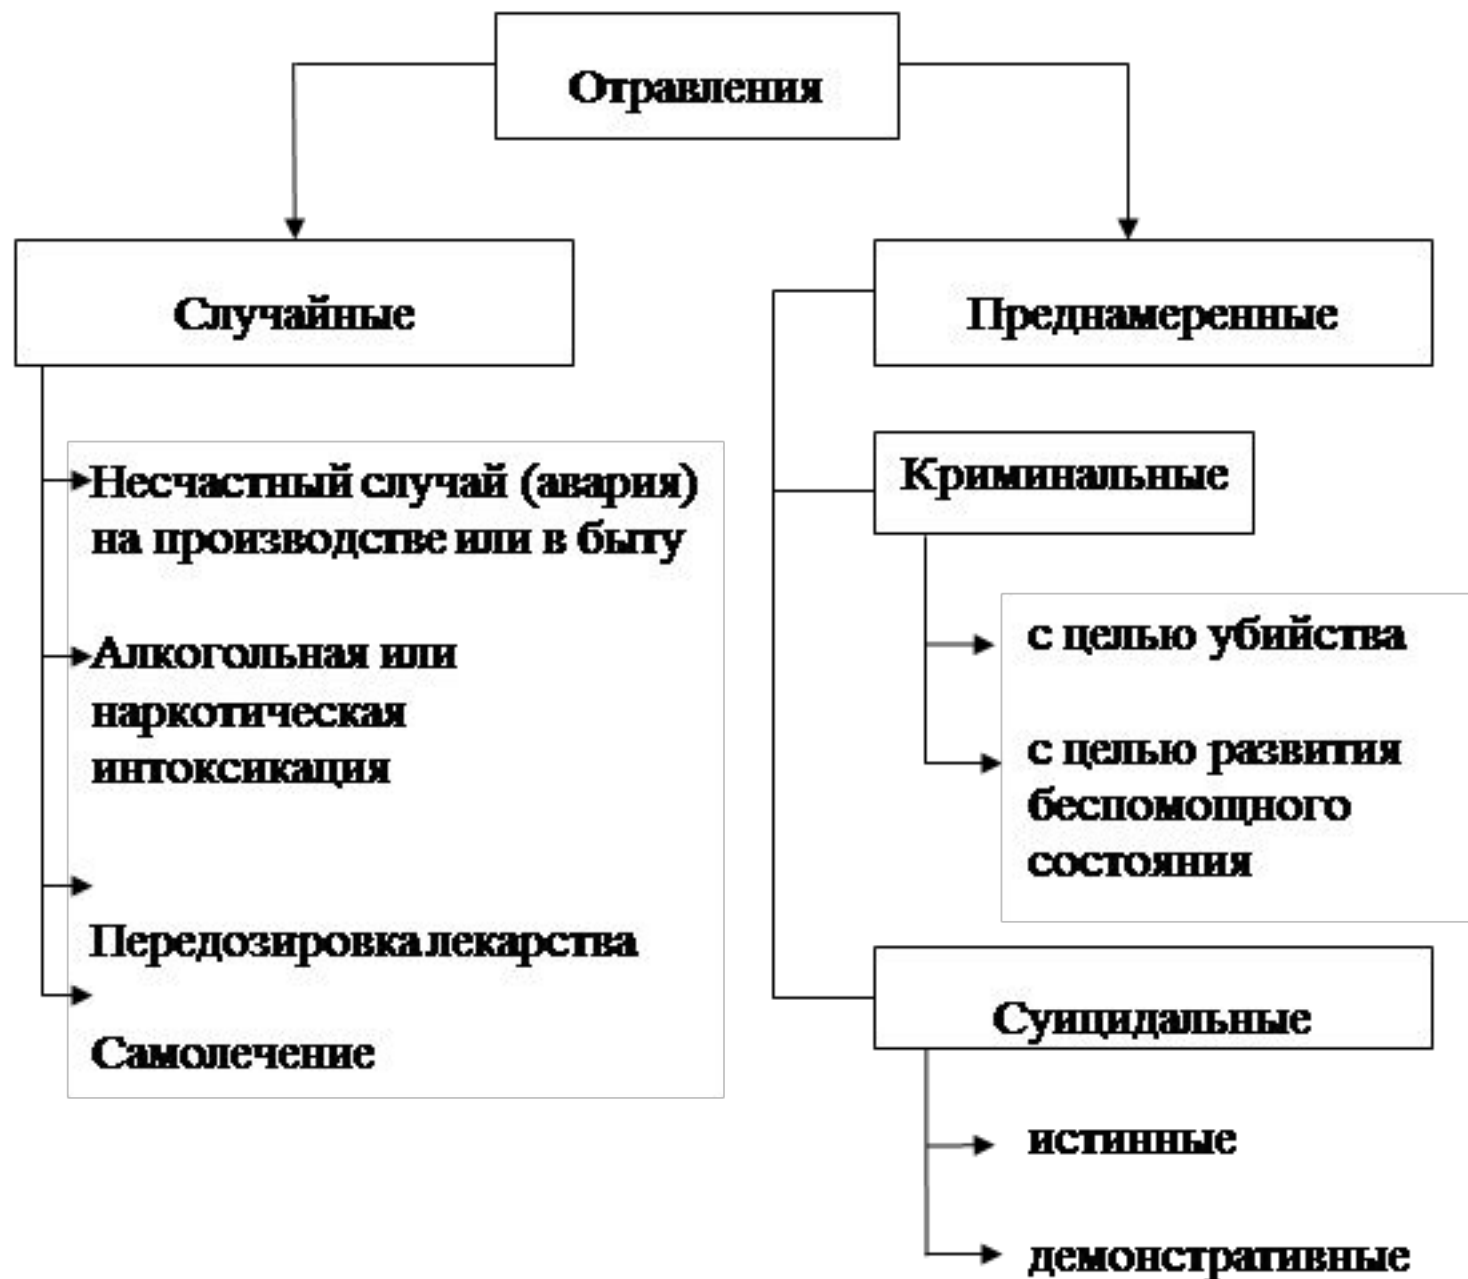 Отравления
Случайные
Несчастный случай (авария)
на производстве или в быту
Алкогольная или
наркотическая
интоксикация
Передозировка лекарства
Самолечение
Преднамеренные
Криминальные
с целью убийства
с целью развития
беспомощного
состояния
Суицидальные
истинные
демонстративные